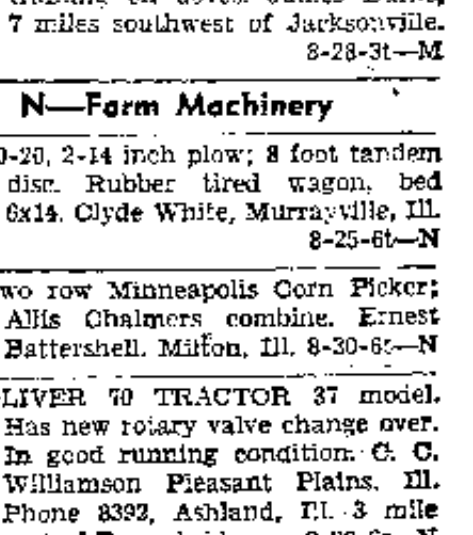 7 miles southwest of Jacksonville.
8-28-3t—M
N—Farm Machinery
0-20, 2-14 inch plow; 8 foot tandem
disc. Rubber tired wagon, bed
6x14. Clyde White, Murrayville, Ill.
8-25-6t—N
wo row Minneapolis Corn Picker;
Allis Chalmers combine. Ernest
Battershell. Milton, Ill. 8-30-6t—N
LIVER 70 TRACTOR 37 model.
Has new rotary valve change over.
In good running condition. C. C.
Williamson Pleasant Plains. Ill.
Phone 8392, Ashland, Ill. 3 mile